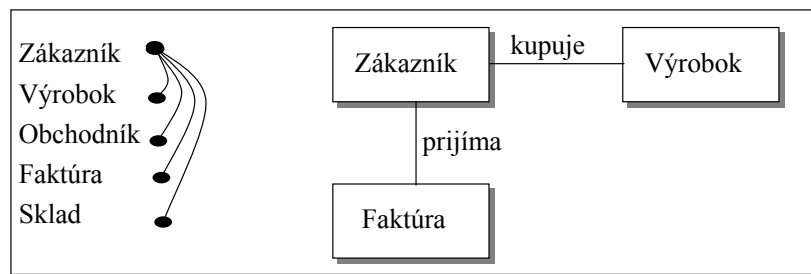 Zákazník
Výrobok
Obchodník
Faktúra
Sklad
Zákazník
kupuje
Výrobok
prijíma
Faktúra